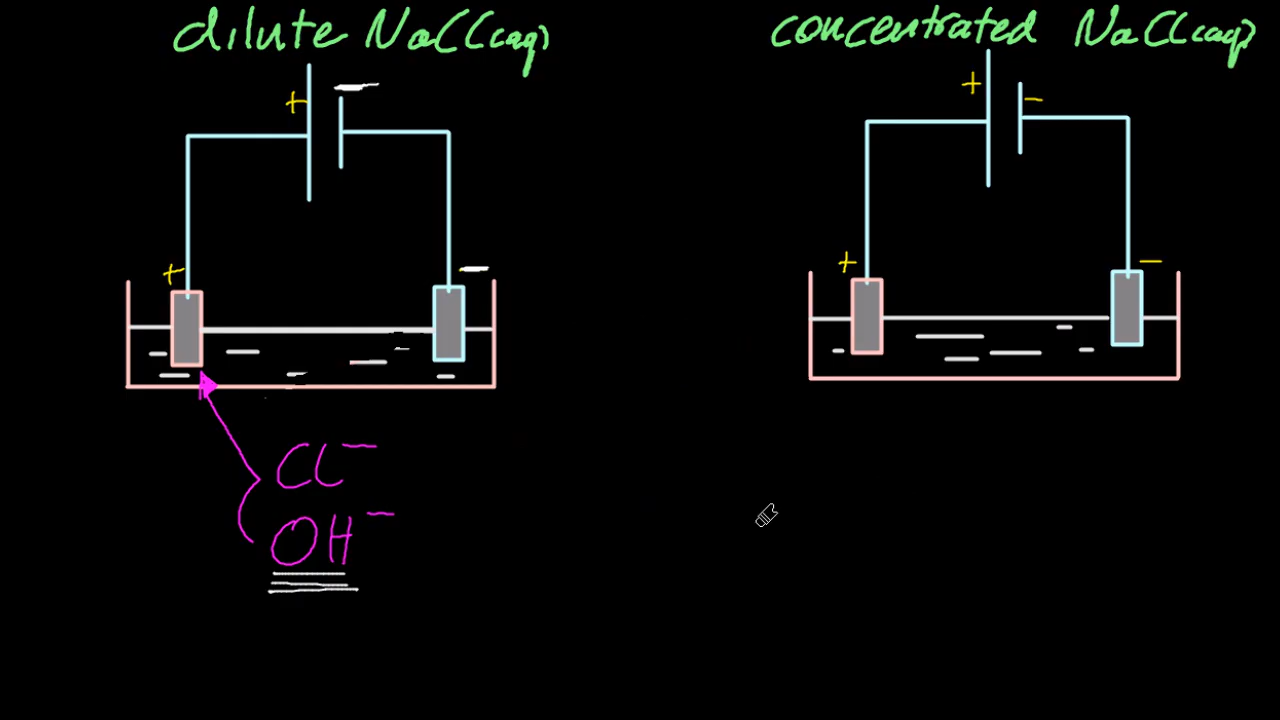 dilute NaCl(aq)
concentrated NaCl(aq)
+ −
+ −
+ −
+ −
Cl⁻
OH⁻